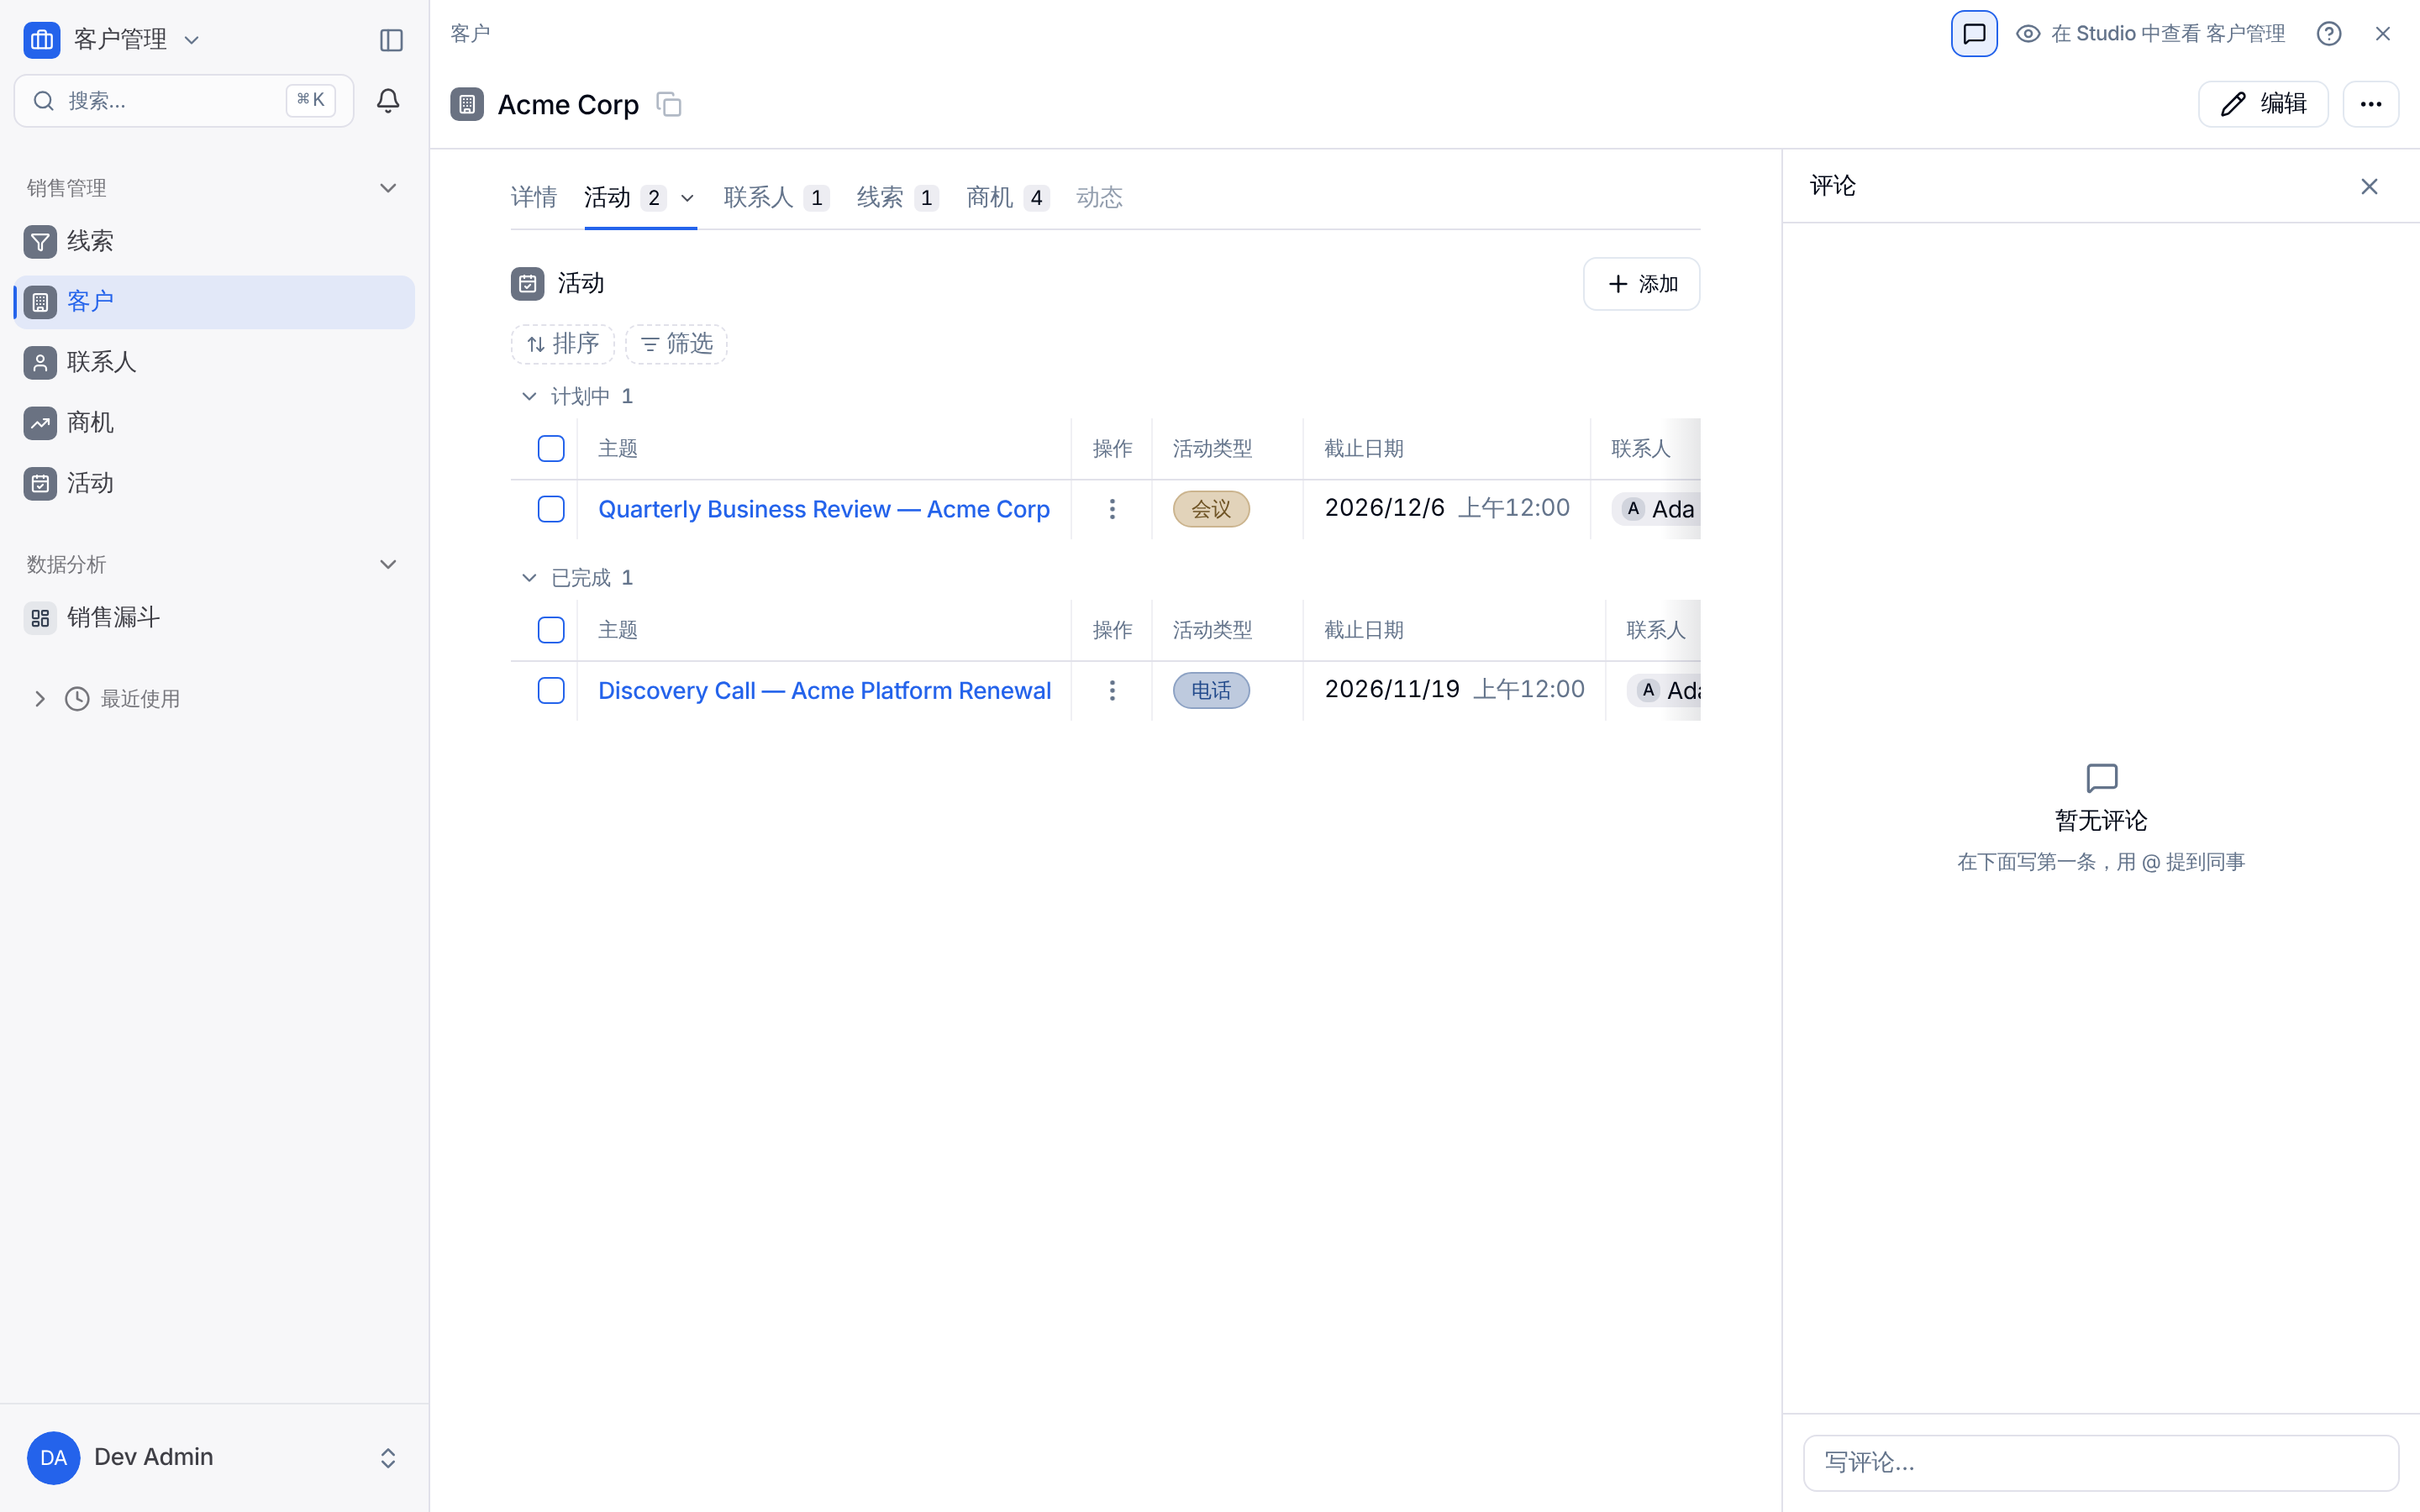 客户管理
搜索...
⌘K
销售管理
线索
客户
联系人
商机
活动
数据分析
销售漏斗
最近使用
DA
Dev Admin
客户
在 Studio 中查看 客户管理
Acme Corp
编辑
详情 活动 2 联系人 1 线索 1 商机 4 动态
活动
添加
排序 筛选
计划中 1
主题 操作 活动类型 截止日期 联系人
Quarterly Business Review — Acme Corp 会议 2026/12/6 上午12:00 A Ada
已完成 1
主题 操作 活动类型 截止日期 联系人
Discovery Call — Acme Platform Renewal 电话 2026/11/19 上午12:00 A Ada
评论
暂无评论
在下面写第一条，用 @ 提到同事
写评论...